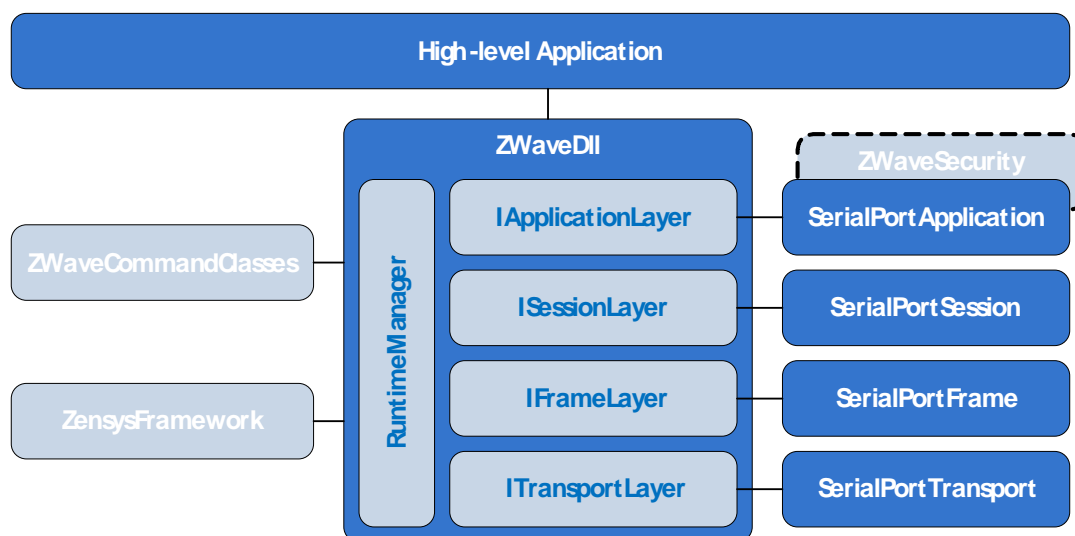 High-level Application
ZWaveDll
ZWaveSecurity
IApplicationLayer
SerialPortApplication
ZWaveCommandClasses
RuntimeManager
ISessionLayer
SerialPortSession
IFrameLayer
SerialPortFrame
ZensysFramework
ITransportLayer
SerialPortTransport